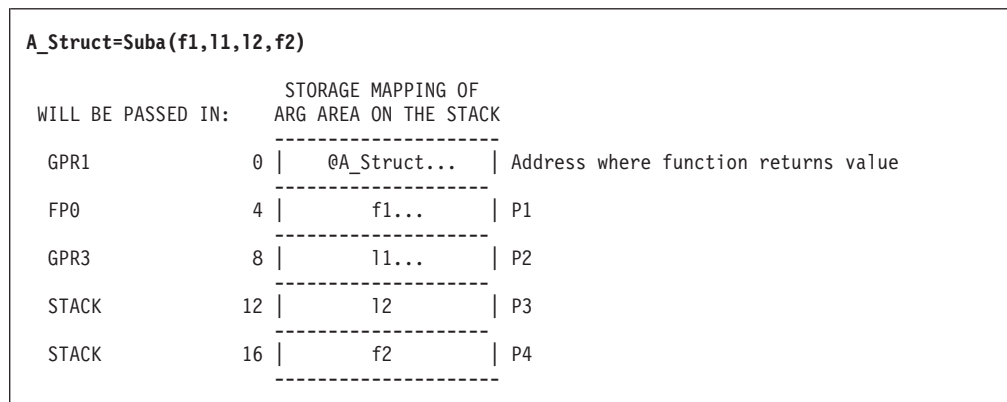 A_Struct=Suba(f1,l1,l2,f2)
STORAGE MAPPING OF
WILL BE PASSED IN: ARG AREA ON THE STACK
---------------------
GPR1 0 | @A_Struct... | Address where function returns value
--------------------
FP0 4 | f1... | P1
--------------------
GPR3 8 | l1... | P2
--------------------
STACK 12 | l2 | P3
--------------------
STACK 16 | f2 | P4
---------------------